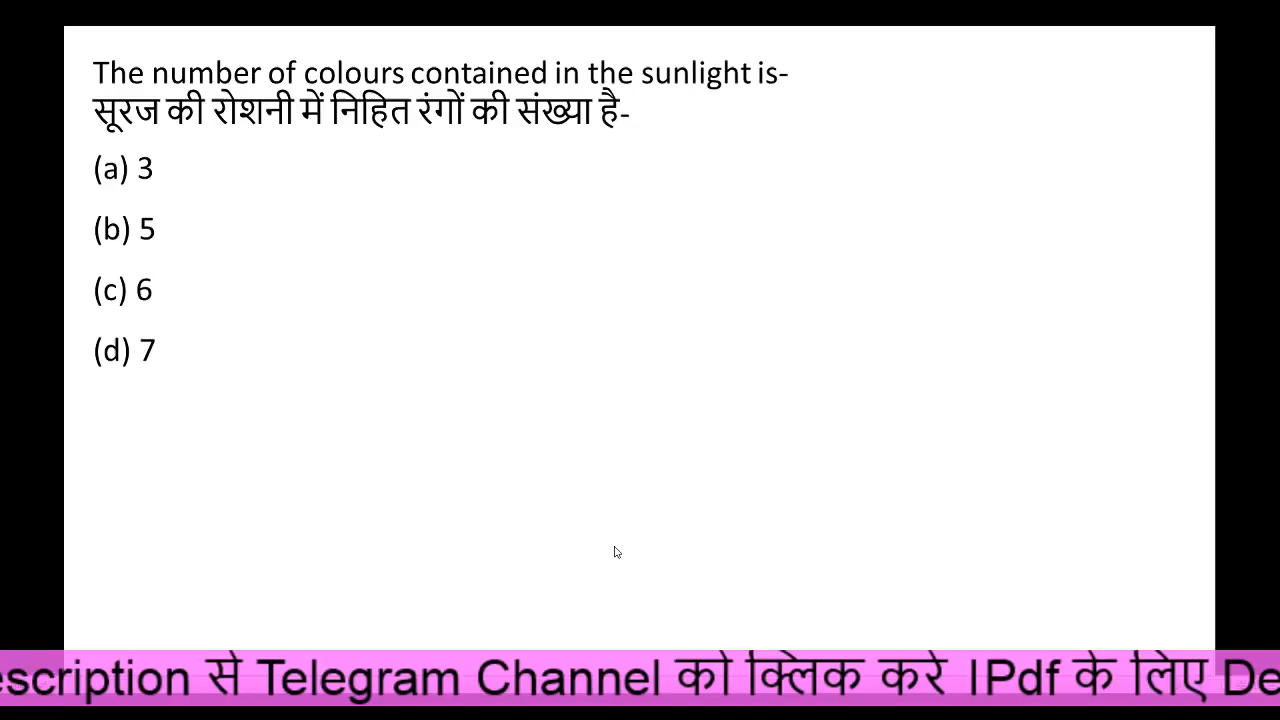 The number of colours contained in the sunlight is-
सूरज की रोशनी में निहित रंगों की संख्या है-
(a) 3
(b) 5
(c) 6
(d) 7
escription से Telegram Channel को क्लिक करे ।Pdf के लिए De